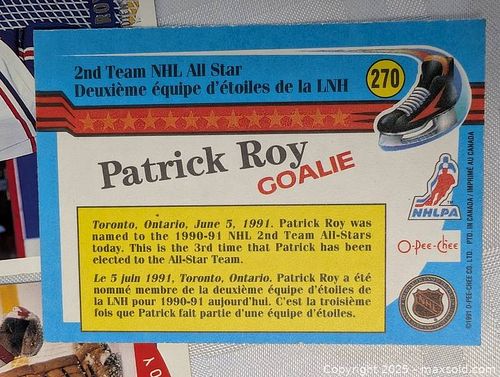 2nd Team NHL All Star
Deuxième équipe d'étoiles de la LNH
270
Patrick Roy
GOALIE
Toronto, Ontario, June 5, 1991. Patrick Roy was
named to the 1990-91 NHL 2nd Team All-Stars
today. This is the 3rd time that Patrick has been
elected to the All-Star Team.
Le 5 juin 1991, Toronto, Ontario. Patrick Roy a été
nommé membre de la deuxième équipe d'étoiles de
la LNH pour 1990-91 aujourd'hui. C'est la troisième
fois que Patrick fait partie d'une équipe d'étoiles.
NHLPA
O-Pee-Chee
NHL
©1991 O-PEE-CHEE CO. LTD. PTD. IN CANADA / IMPRIMÉ AU CANADA
Copyright 2025 - maxsold.com